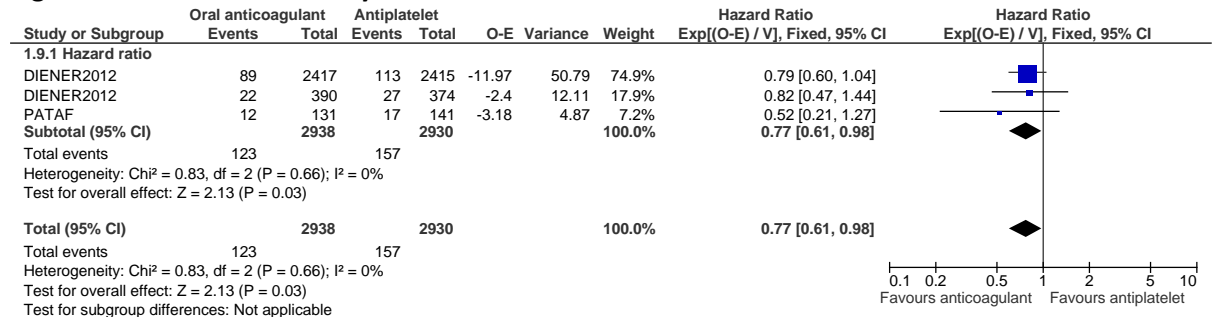 Oral anticoagulant Antiplatelet Hazard Ratio Hazard Ratio
Study or Subgroup Events Total Events Total O-E Variance Weight Exp[(O-E) / V], Fixed, 95% CI Exp[(O-E) / V], Fixed, 95% CI
1.9.1 Hazard ratio
DIENER2012 89 2417 113 2415 -11.97 50.79 74.9% 0.79 [0.60, 1.04]
DIENER2012 22 390 27 374 -2.4 12.11 17.9% 0.82 [0.47, 1.44]
PATAF 12 131 17 141 -3.18 4.87 7.2% 0.52 [0.21, 1.27]
Subtotal (95% CI) 2938 2930 100.0% 0.77 [0.61, 0.98]
Total events 123 157
Heterogeneity: Chi² = 0.83, df = 2 (P = 0.66); I² = 0%
Test for overall effect: Z = 2.13 (P = 0.03)
Total (95% CI) 2938 2930 100.0% 0.77 [0.61, 0.98]
Total events 123 157
Heterogeneity: Chi² = 0.83, df = 2 (P = 0.66); I² = 0%
Test for overall effect: Z = 2.13 (P = 0.03)
Test for subgroup differences: Not applicable
0.1 0.2 0.5 1 2 5 10
Favours anticoagulant Favours antiplatelet